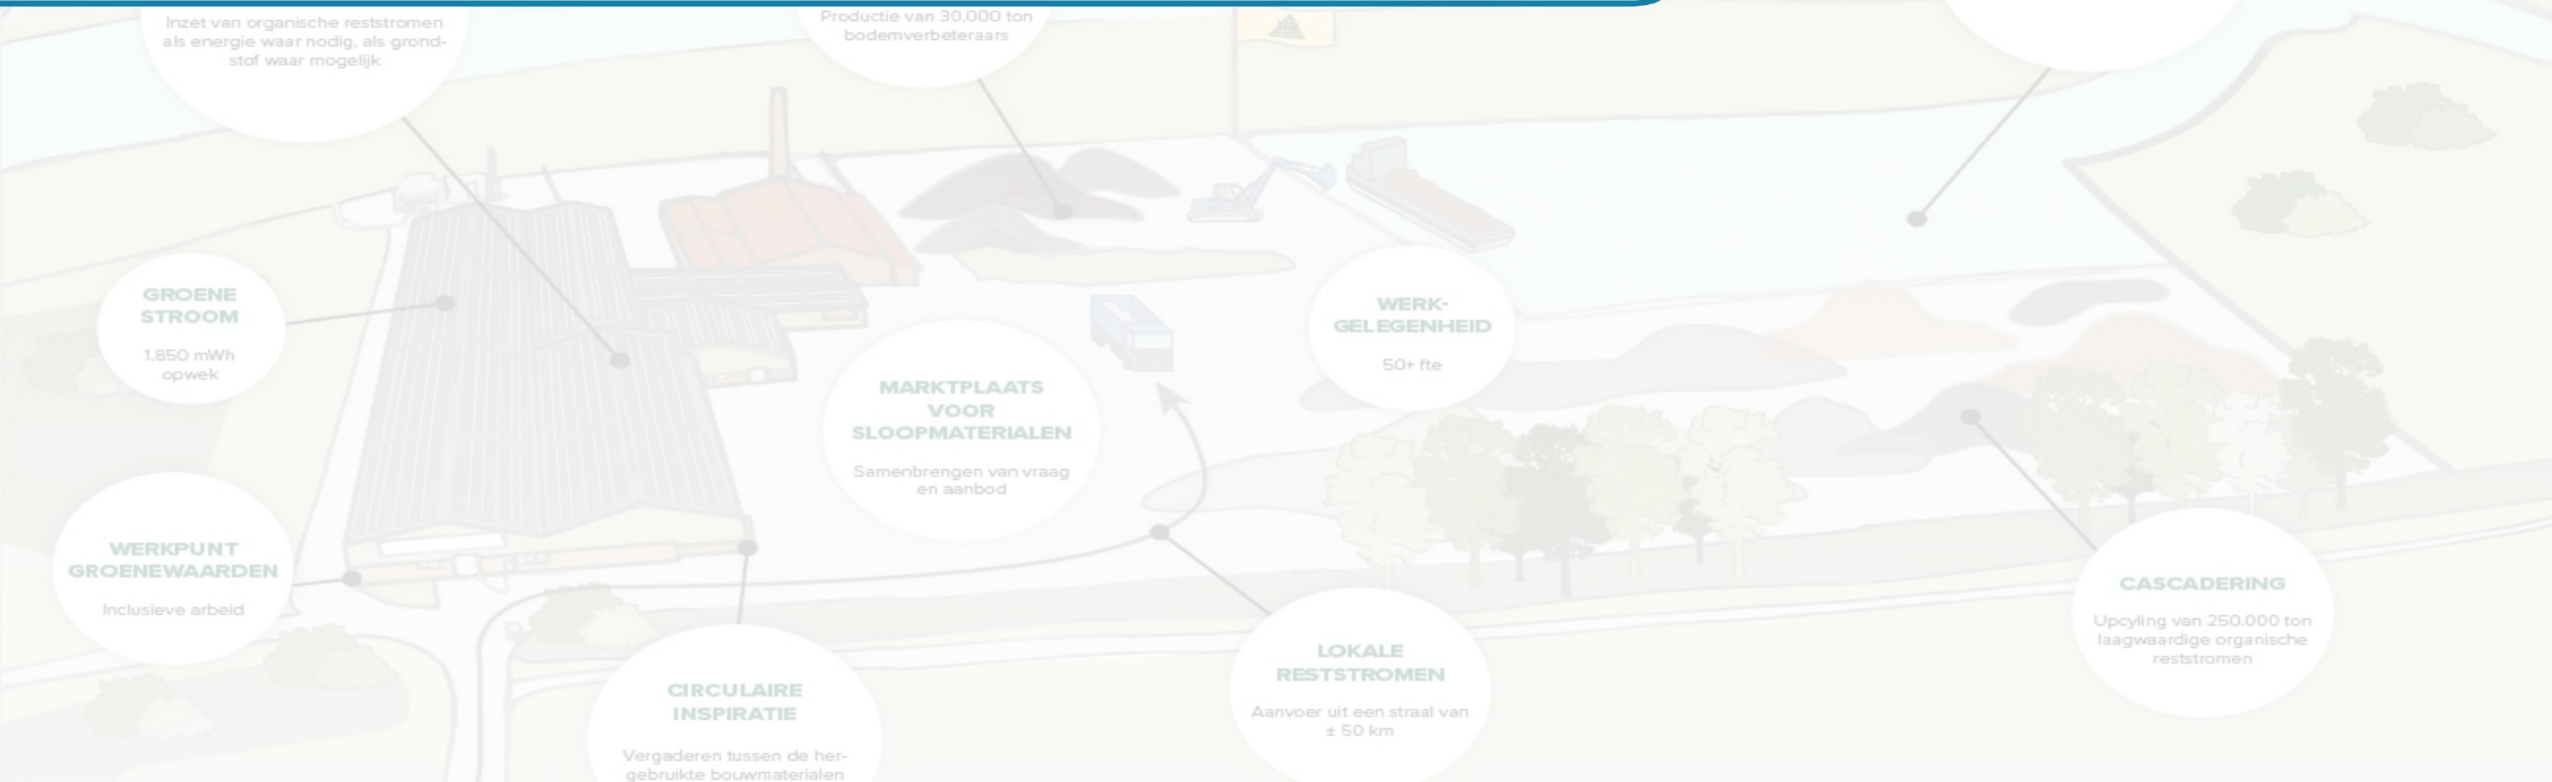 Inzet van organische reststromen
als energie waar nodig, als grond-
stof waar mogelijk
Productie van 30.000 ton
bodemverbeteraars
GROENE
STROOM
1.850 mWh
opwek
WERK-
GELEGENHEID
50+ fte
MARKTPLAATS
VOOR
SLOOPMATERIALEN
Samenbrengen van vraag
en aanbod
WERKPUNT
GROENEWAARDEN
Inclusieve arbeid
CASCADERING
Upcyling van 250.000 ton
laagwaardige organische
reststromen
LOKALE
RESTSTROMEN
Aanvoer uit een straal van
± 50 km
CIRCULAIRE
INSPIRATIE
Vergaderen tussen de her-
gebruikte bouwmaterialen